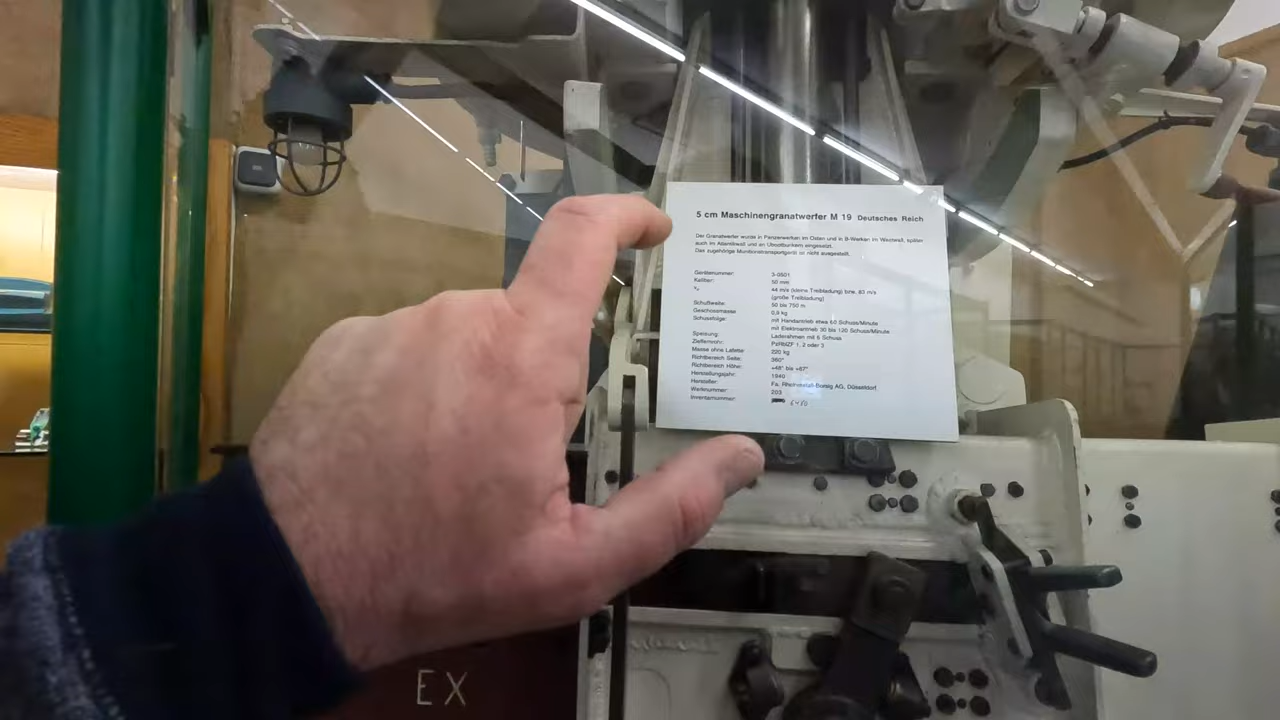 5 cm Maschinengranatwerfer M 19 Deutsches Reich
Der Granatwerfer wurde in Panzerwerken im Osten und in B-Werken im Westwall, später
auch im Atlantikwall und an Ubootbunkern eingesetzt.
Das zugehörige Munitionstransportgerät ist nicht ausgestellt.
Gerätenummer: 3-0501
Kaliber: 50 mm
44 m/s (kleine Treibladung) bzw. 83 m/s
(große Treibladung)
Schußweite: 50 bis 750 m
Geschossmasse 0,9 kg
Schussfolge: mit Handantrieb etwa 60 Schuss/Minute
mit Elektroantrieb 30 bis 120 Schuss/Minute
Speisung Laderahmen mit 6 Schuss
Zielfernrohr: PzRblZF 1, 2 oder 3
Masse ohne Lafette: 220 kg
Richtbereich Seite: 360°
Richtbereich Höhe: +48° bis +87°
Herstellungsjahr: 1940
Hersteller: Fa. Rheinmetall-Borsig AG, Düsseldorf
Werknummer: 203
Inventarnummer:
EX